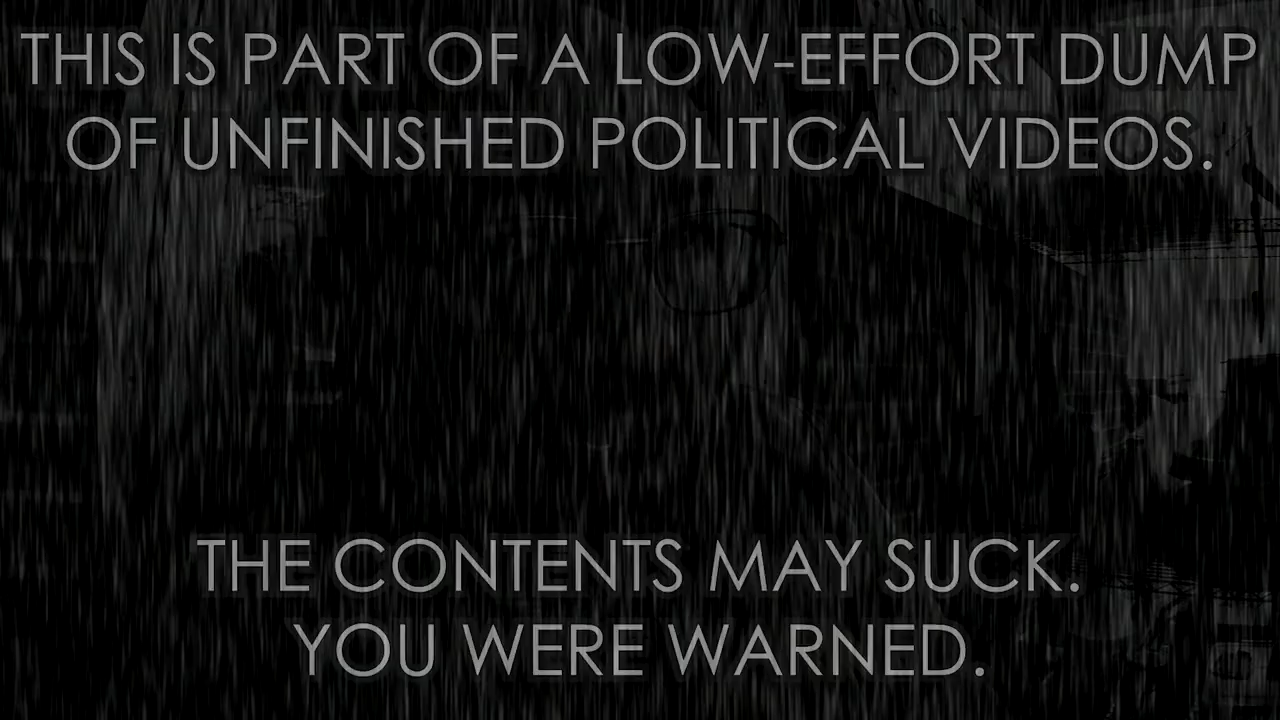 THIS IS PART OF A LOW-EFFORT DUMP
OF UNFINISHED POLITICAL VIDEOS.
THE CONTENTS MAY SUCK.
YOU WERE WARNED.